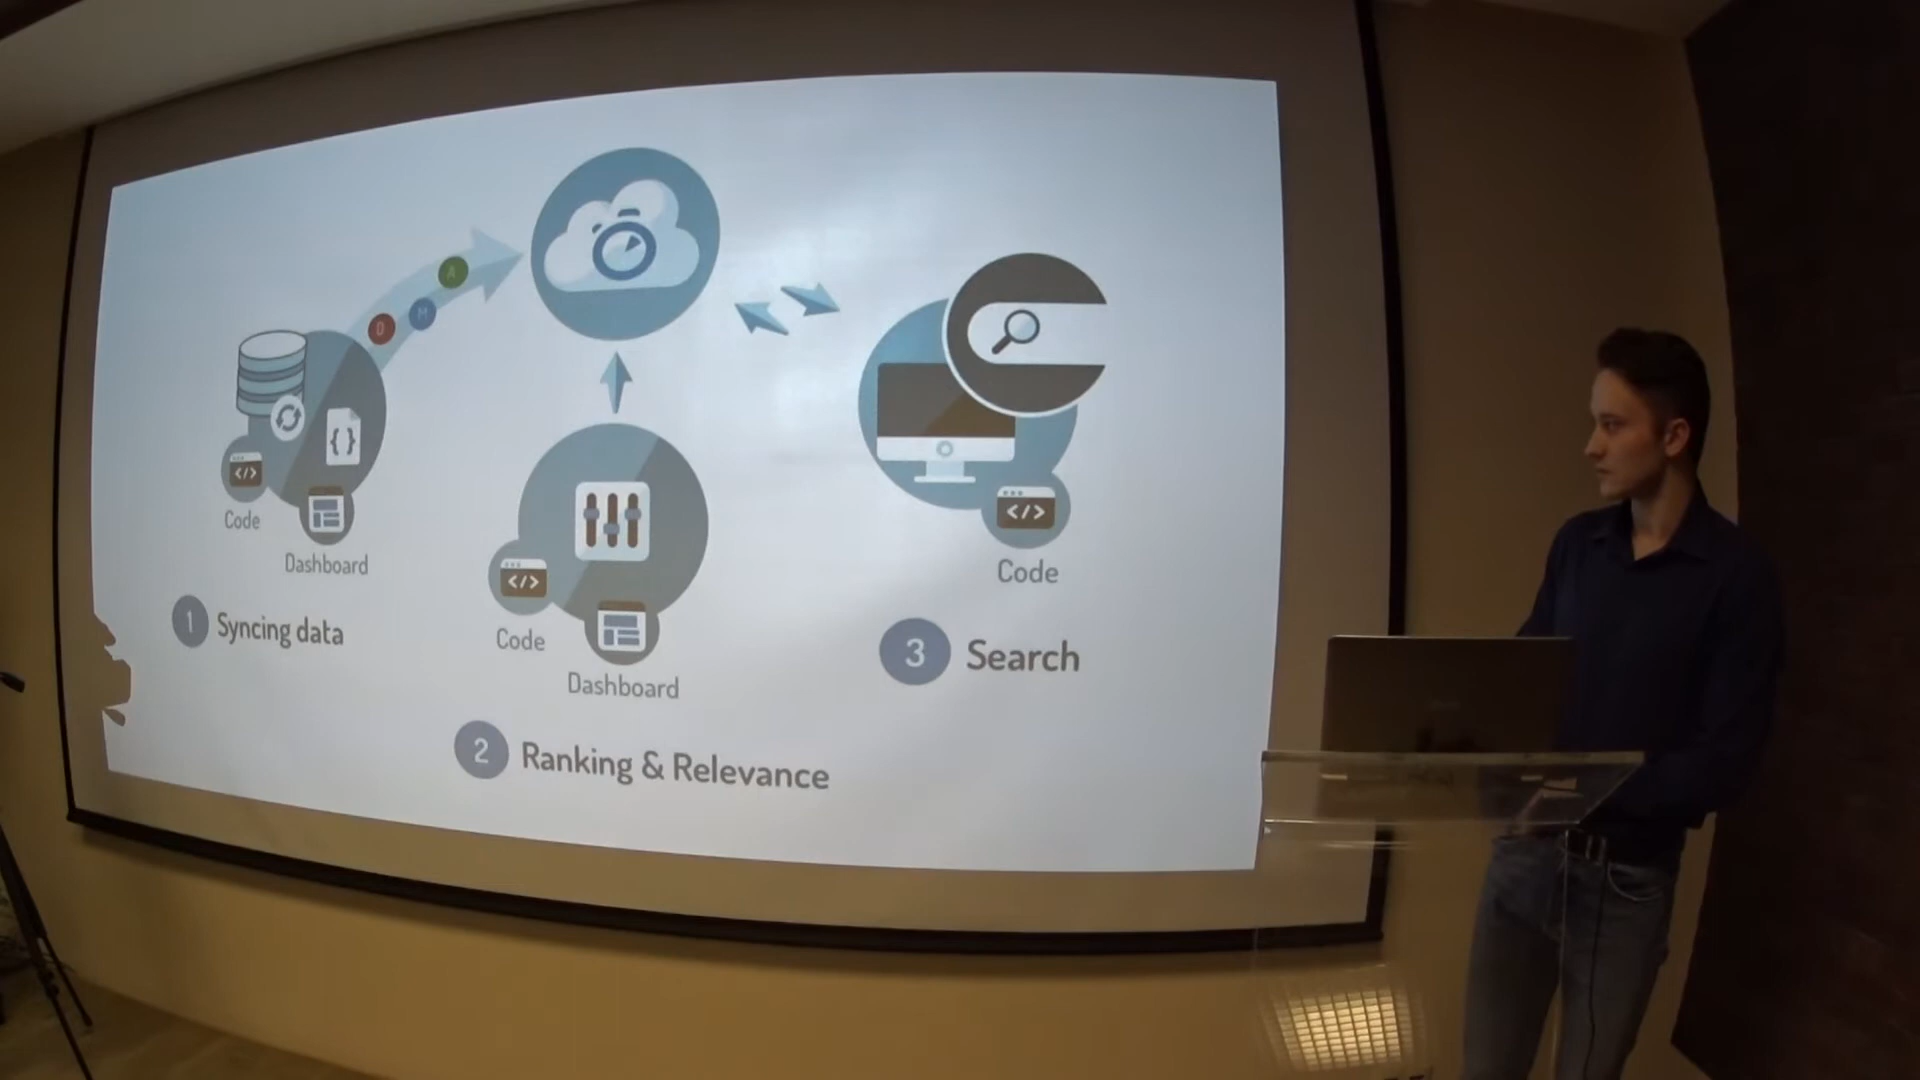 A
M
D
{ }
</>
Code
Dashboard
1 Syncing data
</>
Code
Dashboard
2 Ranking & Relevance
</>
Code
3 Search